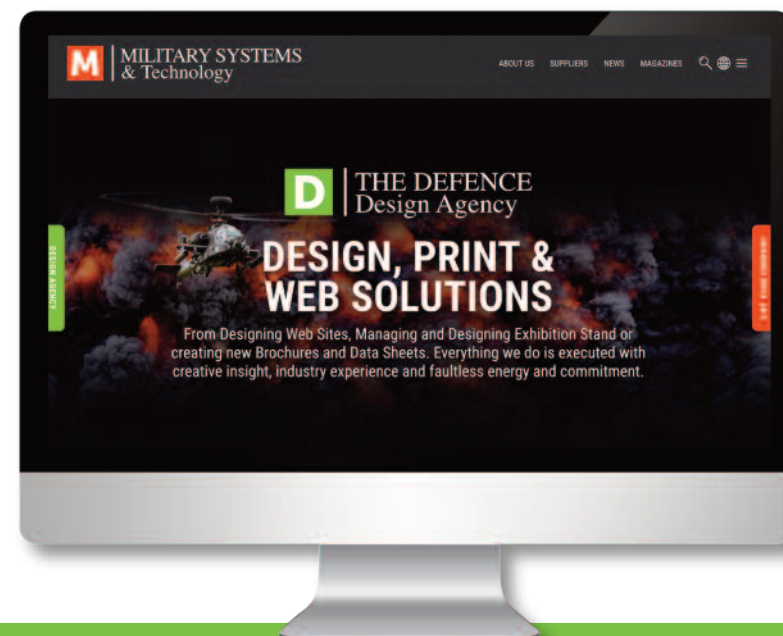 M
MILITARY SYSTEMS
& Technology
ABOUT US SUPPLIERS NEWS MAGAZINES
D
THE DEFENCE
Design Agency
DESIGN AGENCY
DESIGN, PRINT &
WEB SOLUTIONS
From Designing Web Sites, Managing and Designing Exhibition Stand or
creating new Brochures and Data Sheets. Everything we do is executed with
creative insight, industry experience and faultless energy and commitment.